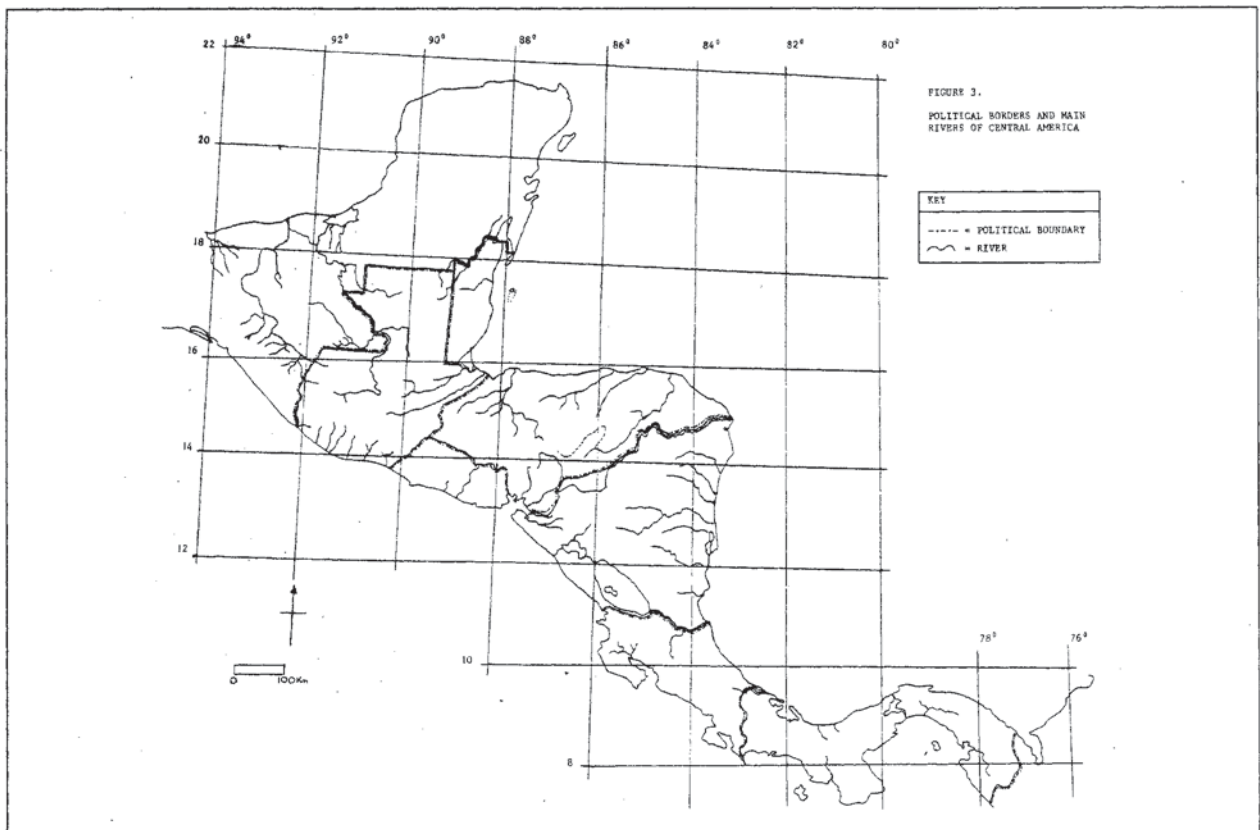 22 94° 92° 90° 88° 86° 84° 82° 80°
FIGURE 3.
POLITICAL BORDERS AND MAIN
RIVERS OF CENTRAL AMERICA
20
KEY
= POLITICAL BOUNDARY
= RIVER
18
16
14
12
78° 76°
10
0 100Km
8